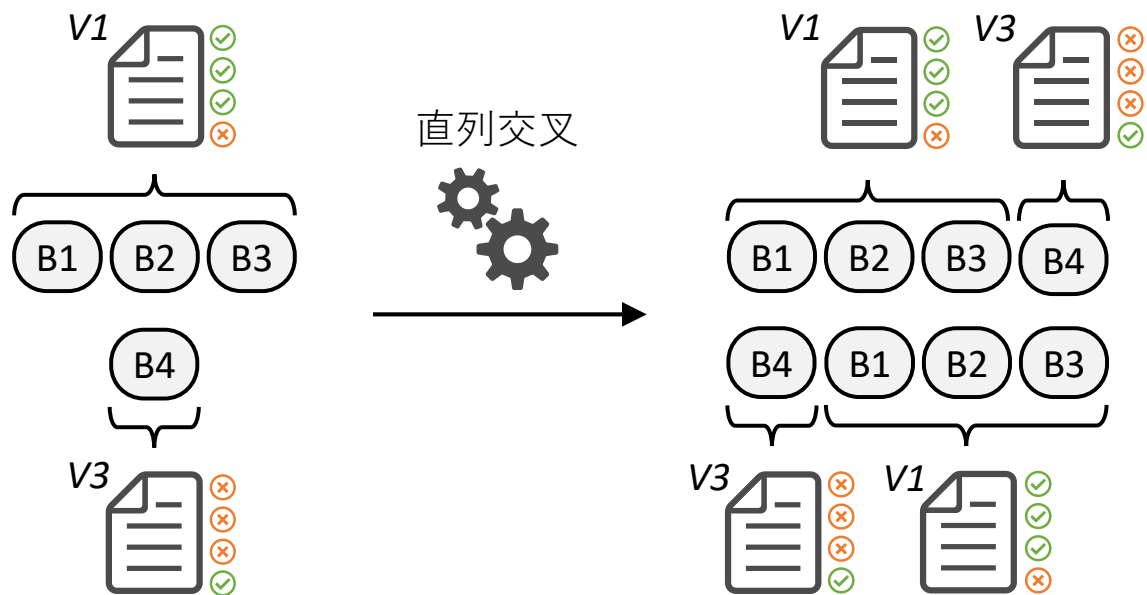 V1
B1 B2 B3
B4
V3
直列交叉
V1 V3
B1 B2 B3 B4
B4 B1 B2 B3
V3 V1